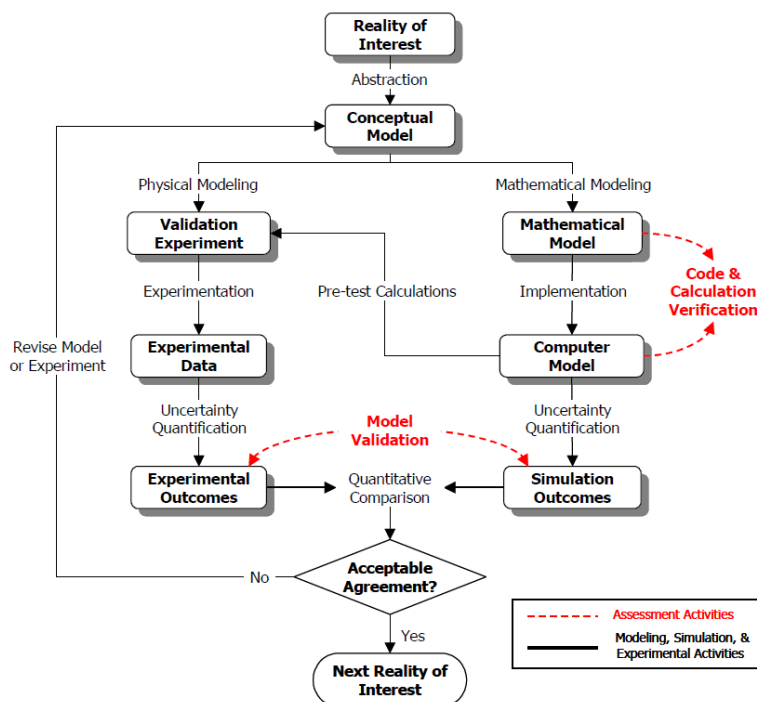 Reality of
Interest
Abstraction
Conceptual
Model
Physical Modeling
Mathematical Modeling
Validation
Experiment
Mathematical
Model
Code &
Calculation
Verification
Experimentation
Pre-test Calculations
Implementation
Revise Model
or Experiment
Experimental
Data
Computer
Model
Uncertainty
Quantification
Model
Validation
Uncertainty
Quantification
Experimental
Outcomes
Quantitative
Comparison
Simulation
Outcomes
No
Acceptable
Agreement?
Yes
Next Reality of
Interest
Assessment Activities
Modeling, Simulation, &
Experimental Activities